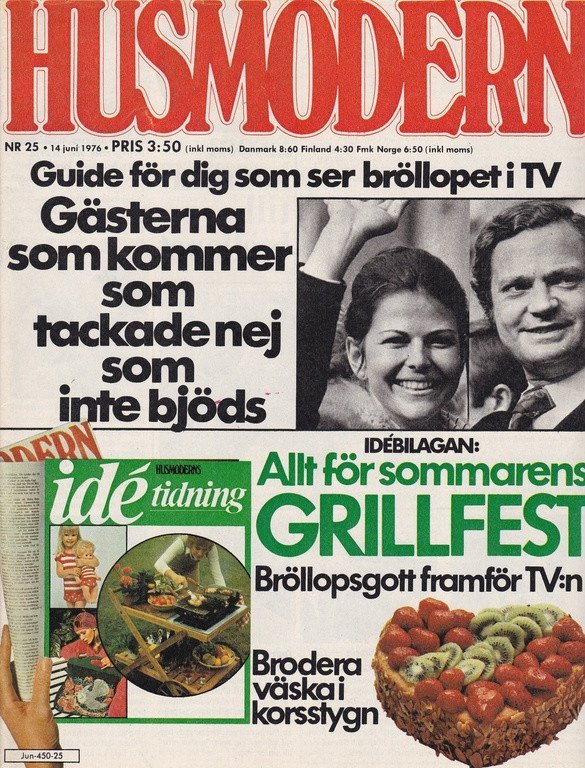 HUSMODERN
NR 25 • 14 juni 1976 • PRIS 3:50 (inkl moms) Danmark 8:60 Finland 4:30 Fmk Norge 6:50 (inkl moms)
Guide för dig som ser bröllopet i TV
Gästerna
som kommer
som
tackade nej
som
inte bjöds
IDÉBILAGAN:
Allt för sommarens
GRILLFEST
Bröllopsgott framför TV:n
Brodera
väska i
korsstygn
ODERN
HUSMODERNS
idé tidning
Jun-450-25